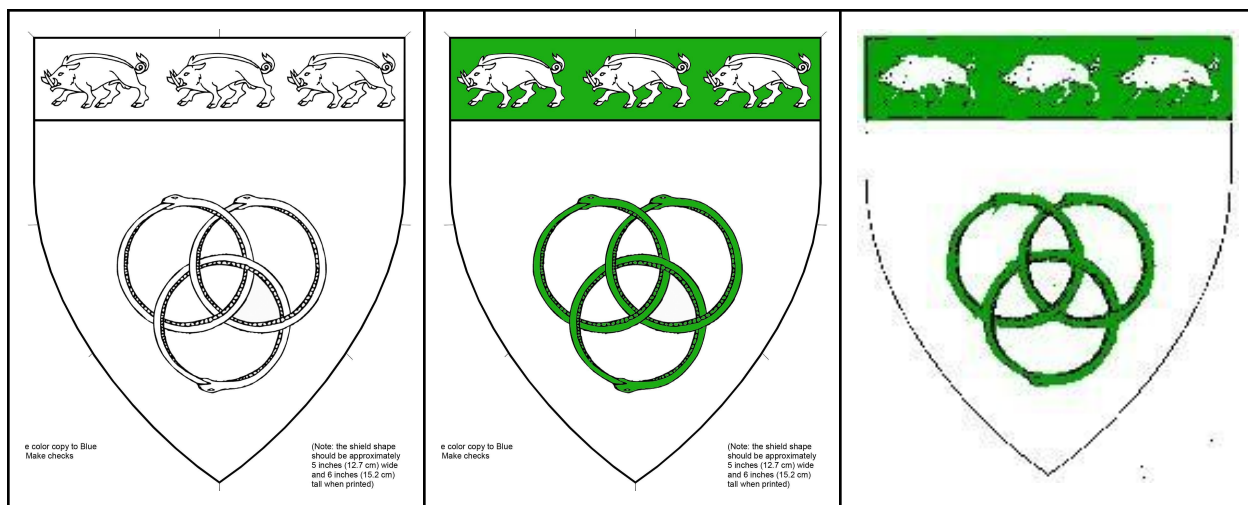 e color copy to Blue
Make checks
(Note: the shield shape
should be approximately
5 inches (12.7 cm) wide
and 6 inches (15.2 cm)
tall when printed)
e color copy to Blue
Make checks
(Note: the shield shape
should be approximately
5 inches (12.7 cm) wide
and 6 inches (15.2 cm)
tall when printed)